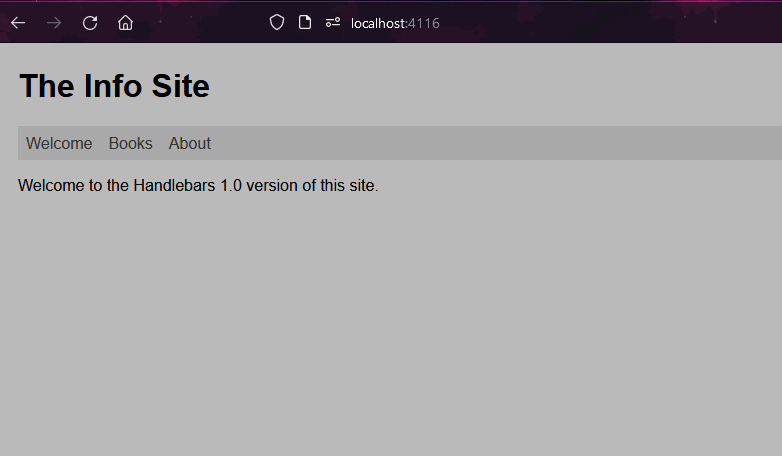 localhost:4116
The Info Site
Welcome Books About
Welcome to the Handlebars 1.0 version of this site.